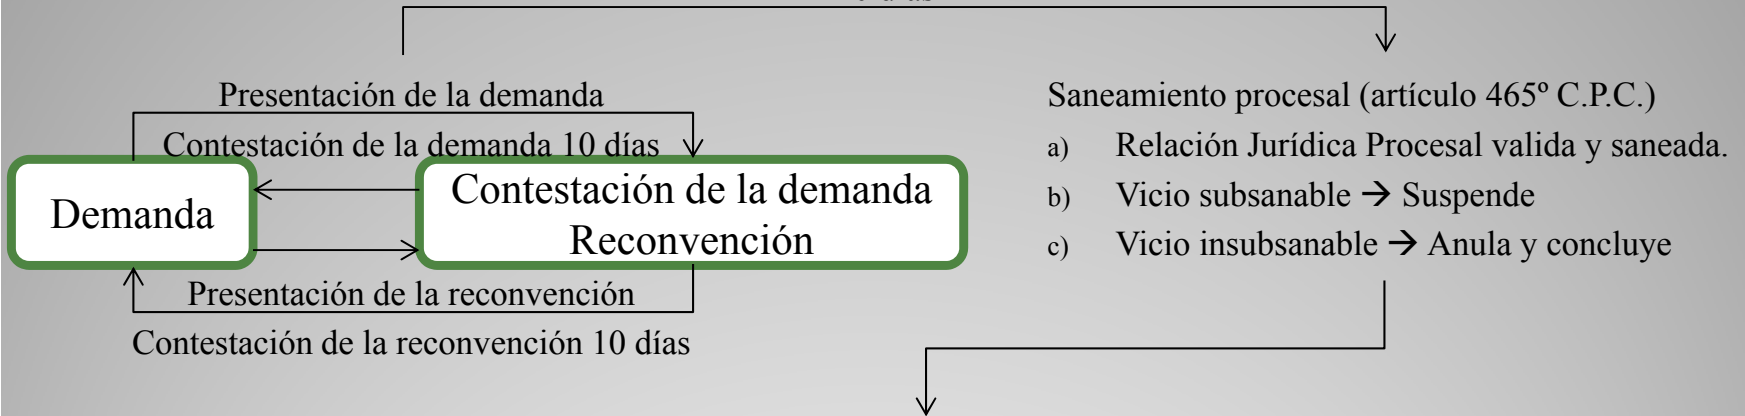 Presentación de la demanda
Contestación de la demanda 10 días
Demanda
Contestación de la demanda
Reconvención
Presentación de la reconvención
Contestación de la reconvención 10 días
Saneamiento procesal (artículo 465º C.P.C.)
a) Relación Jurídica Procesal valida y saneada.
b) Vicio subsanable → Suspende
c) Vicio insubsanable → Anula y concluye